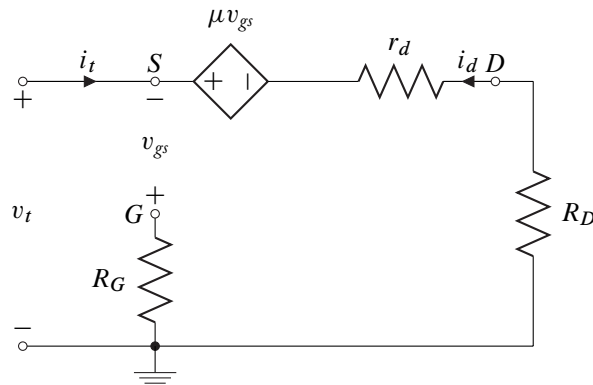 μv_gs
i_t S r_d i_d D
+ − + −
v_gs
+
v_t G R_D
R_G
−